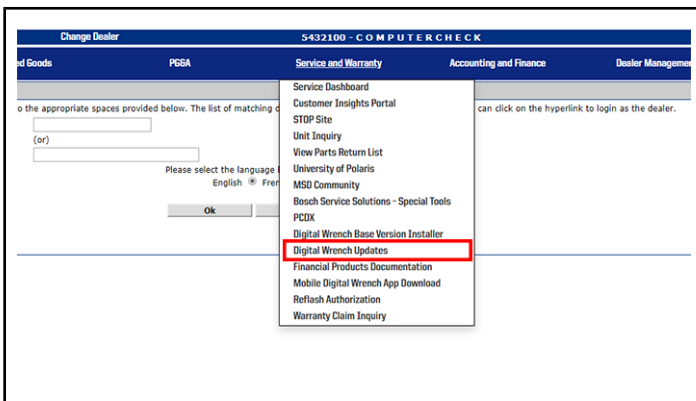 Change Dealer 5432100 - C O M P U T E R C H E C K
ed Goods PG&A Service and Warranty Accounting and Finance Dealer Managemen
Service Dashboard
o the appropriate spaces provided below. The list of matching d can click on the hyperlink to login as the dealer.
Customer Insights Portal
STOP Site
(or)
Unit Inquiry
View Parts Return List
Please select the language
University of Polaris
English Fren
MSD Community
Bosch Service Solutions - Special Tools
Ok
PCDX
Digital Wrench Base Version Installer
Digital Wrench Updates
Financial Products Documentation
Mobile Digital Wrench App Download
Reflash Authorization
Warranty Claim Inquiry